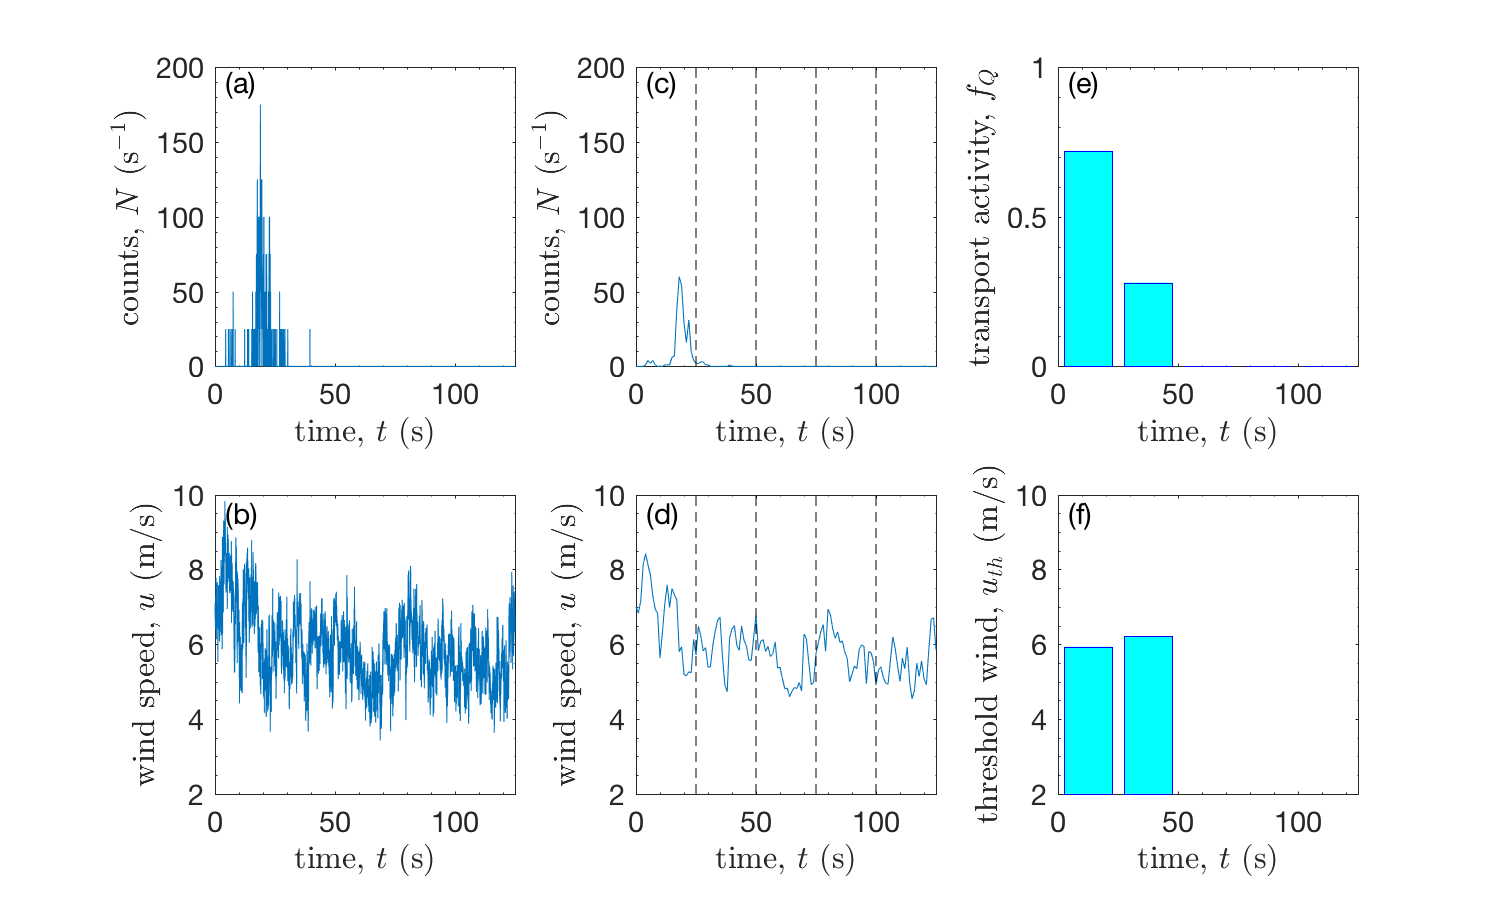 (a)
200
150
100
50
0
counts, N (s⁻¹)
0 50 100
time, t (s)
(c)
200
150
100
50
0
counts, N (s⁻¹)
0 50 100
time, t (s)
(e)
1
0.5
0
transport activity, f_Q
0 50 100
time, t (s)
(b)
10
8
6
4
2
wind speed, u (m/s)
0 50 100
time, t (s)
(d)
10
8
6
4
2
wind speed, u (m/s)
0 50 100
time, t (s)
(f)
10
8
6
4
2
threshold wind, u_th (m/s)
0 50 100
time, t (s)